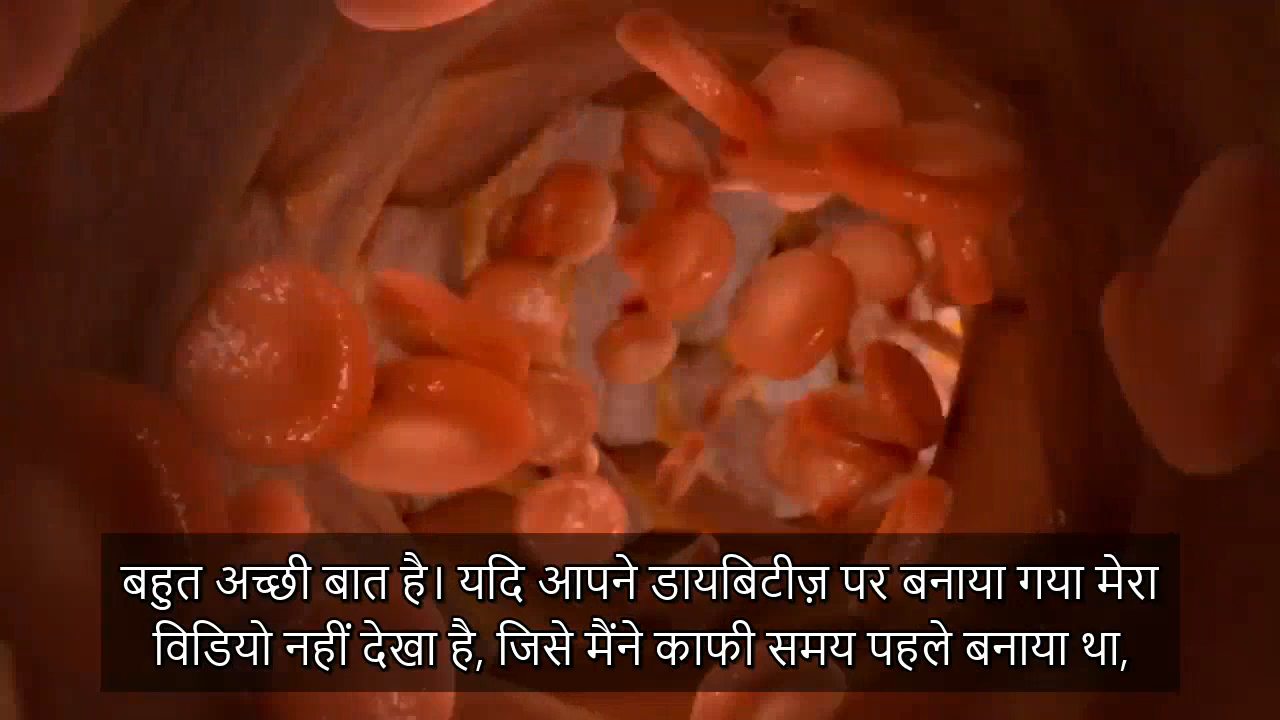 बहुत अच्छी बात है। यदि आपने डायबिटीज़ पर बनाया गया मेरा
विडियो नहीं देखा है, जिसे मैंने काफी समय पहले बनाया था,